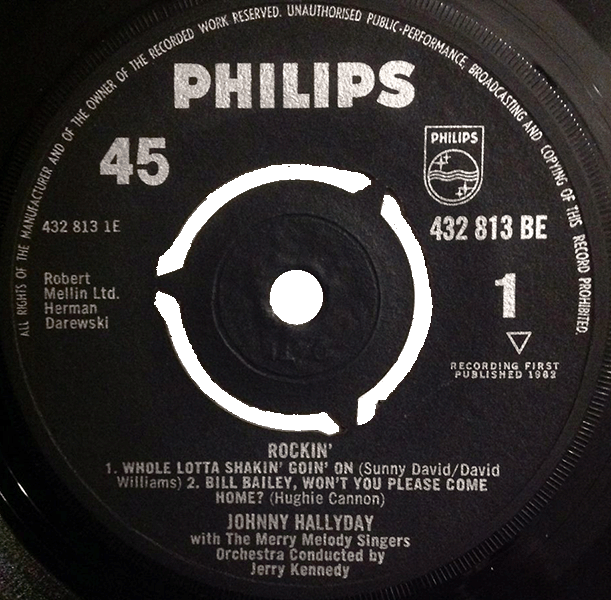 ALL RIGHTS OF THE MANUFACTURER AND OF THE OWNER OF THE RECORDED WORK RESERVED. UNAUTHORISED PUBLIC-PERFORMANCE, BROADCASTING AND COPYING OF THIS RECORD PROHIBITED.
PHILIPS
45
PHILIPS
432 813 1E
432 813 BE
Robert
Mellin Ltd.
Herman
Darewski
1
RECORDING FIRST
PUBLISHED 1962
ROCKIN'
1. WHOLE LOTTA SHAKIN' GOIN' ON (Sunny David/David
Williams) 2. BILL BAILEY, WON'T YOU PLEASE COME
HOME? (Hughie Cannon)
JOHNNY HALLYDAY
with The Merry Melody Singers
Orchestra Conducted by
Jerry Kennedy